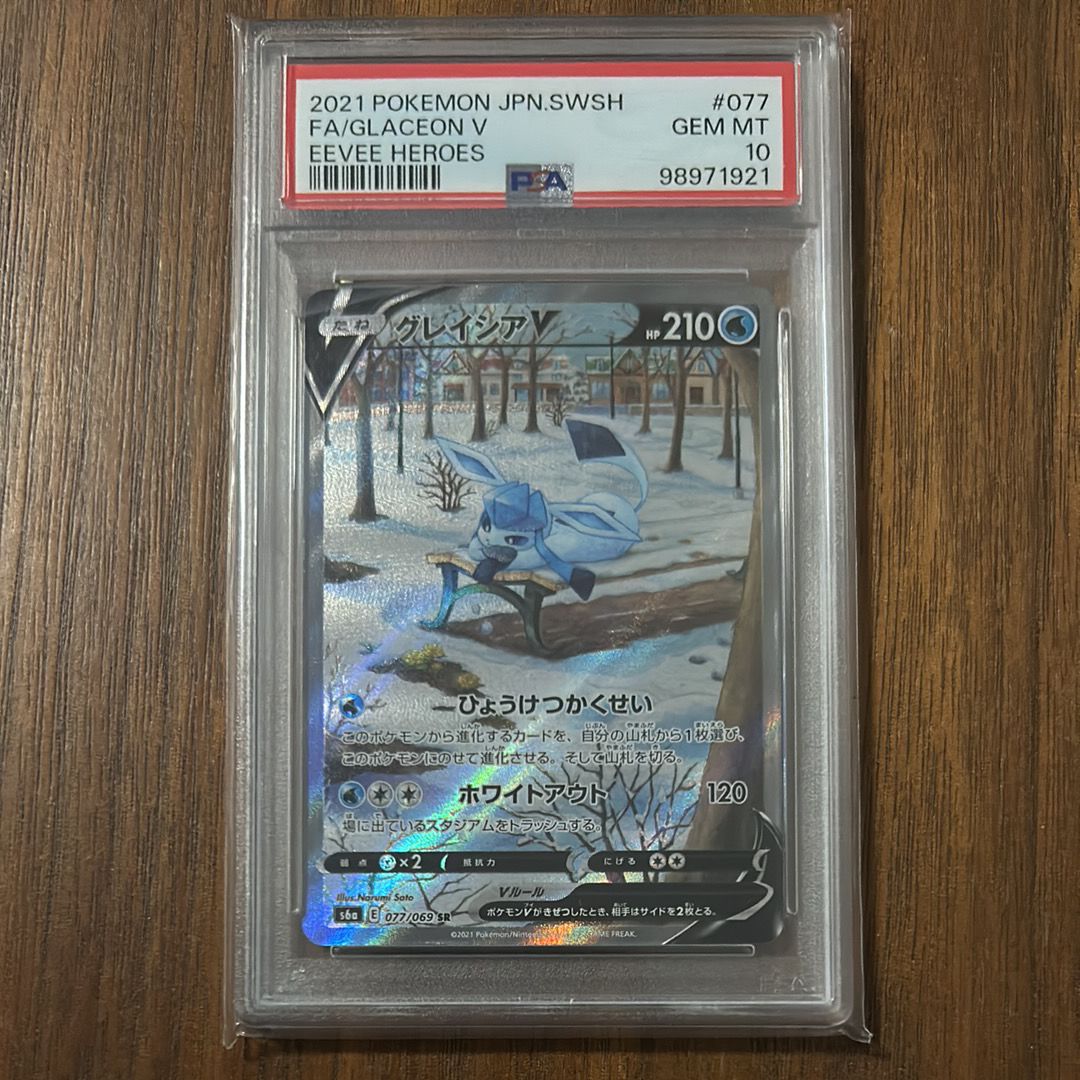 2021 POKEMON JPN.SWSH #077
FA/GLACEON V GEM MT
EEVEE HEROES 10
PSA 98971921
たね グレイシアV HP 210
ひょうけつかくせい
このポケモンから進化するカードを、自分の山札から1枚選び、
このポケモンにのせて進化させる。そして山札を切る。
ホワイトアウト 120
場に出ているスタジアムをトラッシュする。
弱点 ×2 抵抗力 にげる
Vルール
ポケモンVがきぜつしたとき、相手はサイドを2枚とる。
Illus. Narumi Sato
s6a E 077/069 SR
©2021 Pokémon/Nintendo GAME FREAK.